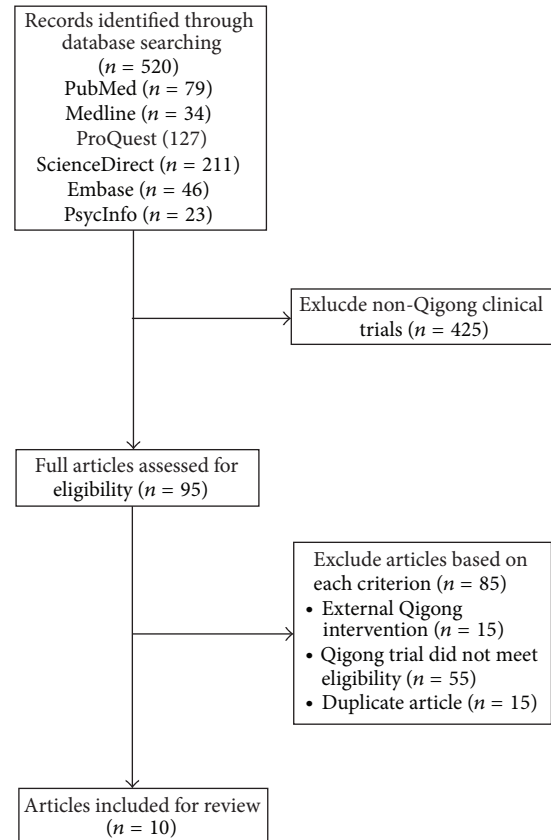 Records identified through
database searching
(n = 520)
PubMed (n = 79)
Medline (n = 34)
ProQuest (127)
ScienceDirect (n = 211)
Embase (n = 46)
PsycInfo (n = 23)
Exlucde non-Qigong clinical
trials (n = 425)
Full articles assessed for
eligibility (n = 95)
Exclude articles based on
each criterion (n = 85)
• External Qigong
intervention (n = 15)
• Qigong trial did not meet
eligibility (n = 55)
• Duplicate article (n = 15)
Articles included for review
(n = 10)